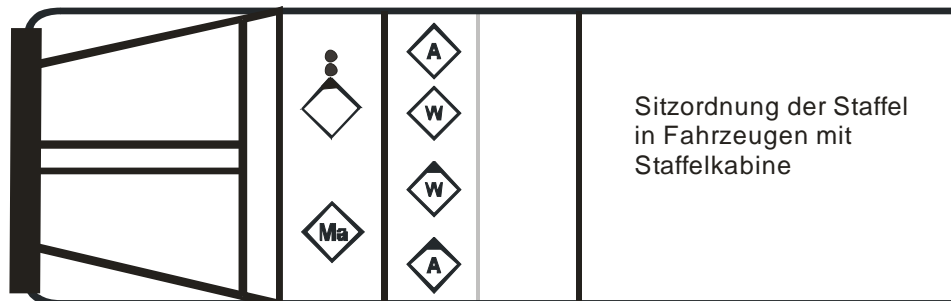 A
W
W
Ma
A
Sitzordnung der Staffel
in Fahrzeugen mit
Staffelkabine